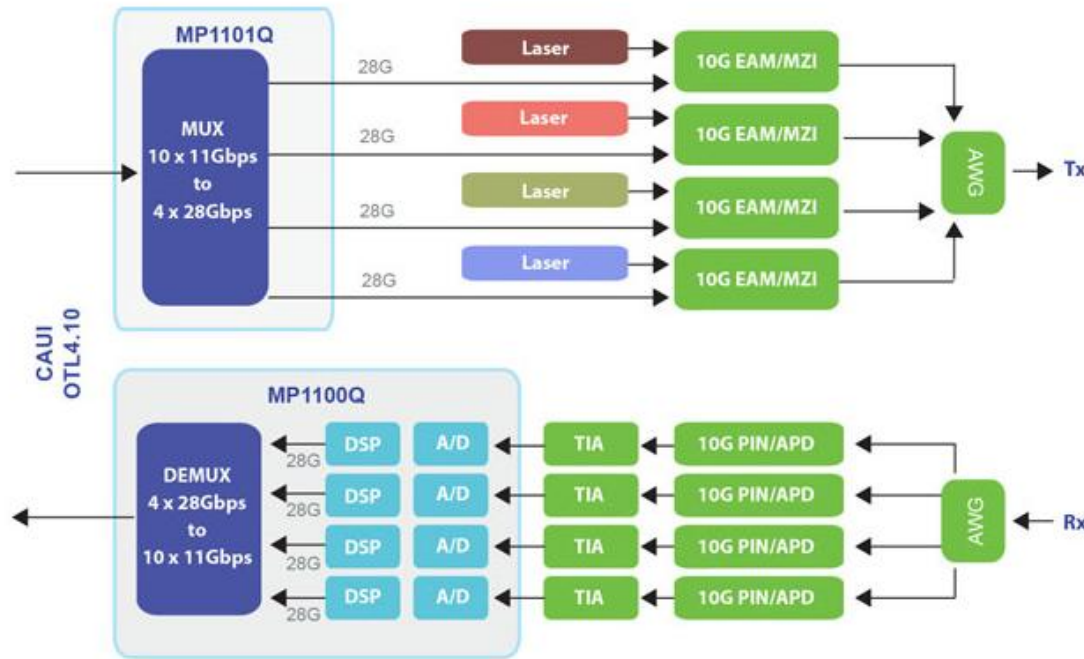 MP1101Q
MUX
10 x 11Gbps
to
4 x 28Gbps
28G
Laser
10G EAM/MZI
28G
Laser
10G EAM/MZI
28G
Laser
10G EAM/MZI
28G
Laser
10G EAM/MZI
AWG
Tx
CAUI
OTL4.10
MP1100Q
DEMUX
4 x 28Gbps
to
10 x 11Gbps
28G
DSP
A/D
TIA
10G PIN/APD
28G
DSP
A/D
TIA
10G PIN/APD
28G
DSP
A/D
TIA
10G PIN/APD
28G
DSP
A/D
TIA
10G PIN/APD
AWG
Rx